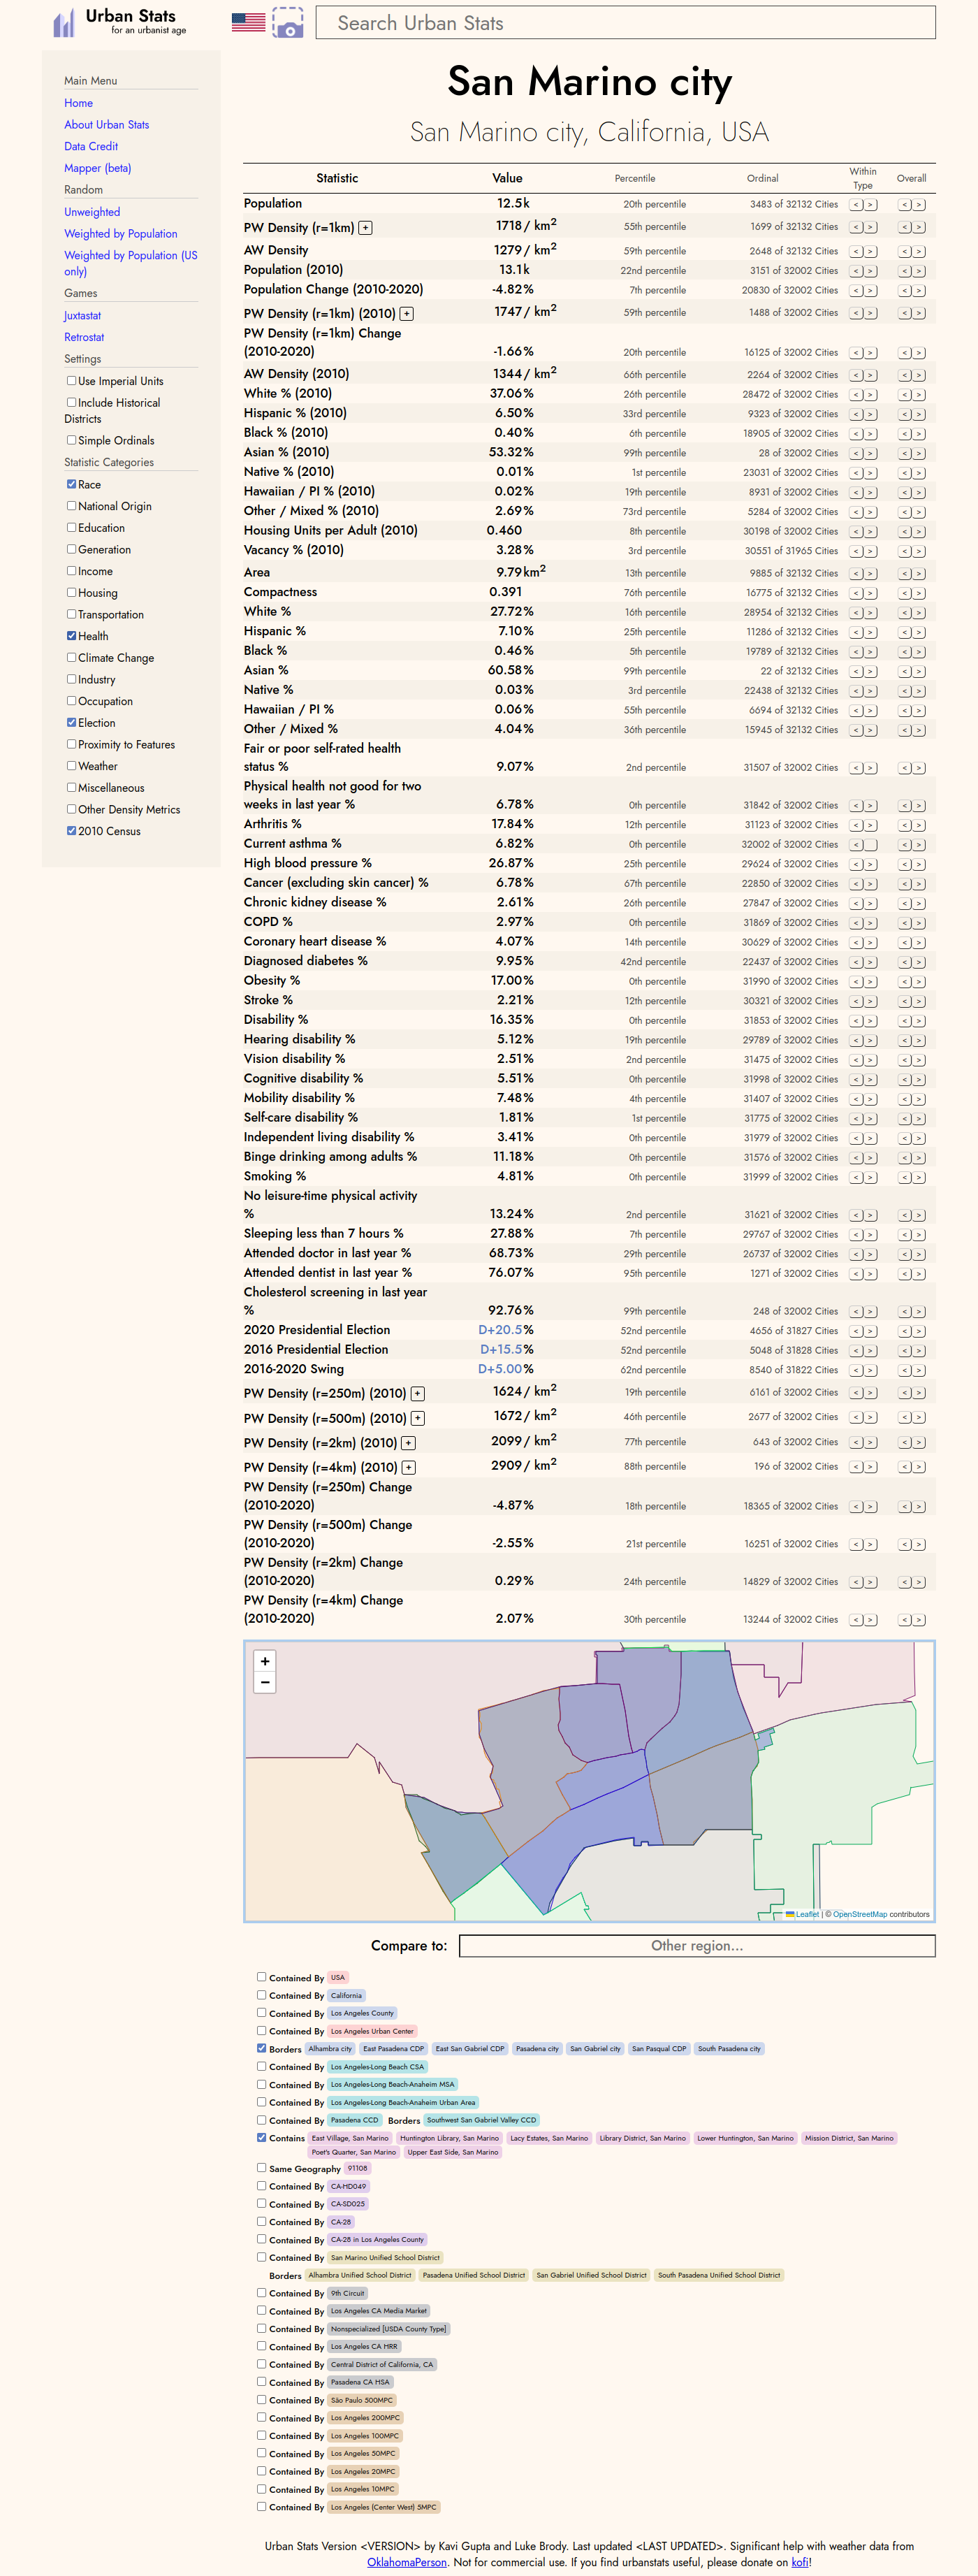 Urban Stats
for an urbanist age
Search Urban Stats
Main Menu
Home
About Urban Stats
Data Credit
Mapper (beta)
Random
Unweighted
Weighted by Population
Weighted by Population (US
only)
Games
Juxtastat
Retrostat
Settings
Use Imperial Units
Include Historical
Districts
Simple Ordinals
Statistic Categories
Race
National Origin
Education
Generation
Income
Housing
Transportation
Health
Climate Change
Industry
Occupation
Election
Proximity to Features
Weather
Miscellaneous
Other Density Metrics
2010 Census
San Marino city
San Marino city, California, USA
Statistic Value Percentile Ordinal Within Type Overall
Population 12.5k 20th percentile 3483 of 32132 Cities < > < >
PW Density (r=1km) + 1718 / km² 55th percentile 1699 of 32132 Cities < > < >
AW Density 1279 / km² 59th percentile 2648 of 32132 Cities < > < >
Population (2010) 13.1k 22nd percentile 3151 of 32002 Cities < > < >
Population Change (2010-2020) -4.82% 7th percentile 20830 of 32002 Cities < > < >
PW Density (r=1km) (2010) + 1747 / km² 59th percentile 1488 of 32002 Cities < > < >
PW Density (r=1km) Change
(2010-2020) -1.66% 20th percentile 16125 of 32002 Cities < > < >
AW Density (2010) 1344 / km² 66th percentile 2264 of 32002 Cities < > < >
White % (2010) 37.06% 26th percentile 28472 of 32002 Cities < > < >
Hispanic % (2010) 6.50% 33rd percentile 9323 of 32002 Cities < > < >
Black % (2010) 0.40% 6th percentile 18905 of 32002 Cities < > < >
Asian % (2010) 53.32% 99th percentile 28 of 32002 Cities < > < >
Native % (2010) 0.01% 1st percentile 23031 of 32002 Cities < > < >
Hawaiian / PI % (2010) 0.02% 19th percentile 8931 of 32002 Cities < > < >
Other / Mixed % (2010) 2.69% 73rd percentile 5284 of 32002 Cities < > < >
Housing Units per Adult (2010) 0.460 8th percentile 30198 of 32002 Cities < > < >
Vacancy % (2010) 3.28% 3rd percentile 30551 of 31965 Cities < > < >
Area 9.79 km² 13th percentile 9885 of 32132 Cities < > < >
Compactness 0.391 76th percentile 16775 of 32132 Cities < > < >
White % 27.72% 16th percentile 28954 of 32132 Cities < > < >
Hispanic % 7.10% 25th percentile 11286 of 32132 Cities < > < >
Black % 0.46% 5th percentile 19789 of 32132 Cities < > < >
Asian % 60.58% 99th percentile 22 of 32132 Cities < > < >
Native % 0.03% 3rd percentile 22438 of 32132 Cities < > < >
Hawaiian / PI % 0.06% 55th percentile 6694 of 32132 Cities < > < >
Other / Mixed % 4.04% 36th percentile 15945 of 32132 Cities < > < >
Fair or poor self-rated health
status % 9.07% 2nd percentile 31507 of 32002 Cities < > < >
Physical health not good for two
weeks in last year % 6.78% 0th percentile 31842 of 32002 Cities < > < >
Arthritis % 17.84% 12th percentile 31123 of 32002 Cities < > < >
Current asthma % 6.82% 0th percentile 32002 of 32002 Cities < < >
High blood pressure % 26.87% 25th percentile 29624 of 32002 Cities < > < >
Cancer (excluding skin cancer) % 6.78% 67th percentile 22850 of 32002 Cities < > < >
Chronic kidney disease % 2.61% 26th percentile 27847 of 32002 Cities < > < >
COPD % 2.97% 0th percentile 31869 of 32002 Cities < > < >
Coronary heart disease % 4.07% 14th percentile 30629 of 32002 Cities < > < >
Diagnosed diabetes % 9.95% 42nd percentile 22437 of 32002 Cities < > < >
Obesity % 17.00% 0th percentile 31990 of 32002 Cities < > < >
Stroke % 2.21% 12th percentile 30321 of 32002 Cities < > < >
Disability % 16.35% 0th percentile 31853 of 32002 Cities < > < >
Hearing disability % 5.12% 19th percentile 29789 of 32002 Cities < > < >
Vision disability % 2.51% 2nd percentile 31475 of 32002 Cities < > < >
Cognitive disability % 5.51% 0th percentile 31998 of 32002 Cities < > < >
Mobility disability % 7.48% 4th percentile 31407 of 32002 Cities < > < >
Self-care disability % 1.81% 1st percentile 31775 of 32002 Cities < > < >
Independent living disability % 3.41% 0th percentile 31979 of 32002 Cities < > < >
Binge drinking among adults % 11.18% 0th percentile 31576 of 32002 Cities < > < >
Smoking % 4.81% 0th percentile 31999 of 32002 Cities < > < >
No leisure-time physical activity
% 13.24% 2nd percentile 31621 of 32002 Cities < > < >
Sleeping less than 7 hours % 27.88% 7th percentile 29767 of 32002 Cities < > < >
Attended doctor in last year % 68.73% 29th percentile 26737 of 32002 Cities < > < >
Attended dentist in last year % 76.07% 95th percentile 1271 of 32002 Cities < > < >
Cholesterol screening in last year
% 92.76% 99th percentile 248 of 32002 Cities < > < >
2020 Presidential Election D+20.5% 52nd percentile 4656 of 31827 Cities < > < >
2016 Presidential Election D+15.5% 52nd percentile 5048 of 31828 Cities < > < >
2016-2020 Swing D+5.00% 62nd percentile 8540 of 31822 Cities < > < >
PW Density (r=250m) (2010) + 1624 / km² 19th percentile 6161 of 32002 Cities < > < >
PW Density (r=500m) (2010) + 1672 / km² 46th percentile 2677 of 32002 Cities < > < >
PW Density (r=2km) (2010) + 2099 / km² 77th percentile 643 of 32002 Cities < > < >
PW Density (r=4km) (2010) + 2909 / km² 88th percentile 196 of 32002 Cities < > < >
PW Density (r=250m) Change
(2010-2020) -4.87% 18th percentile 18365 of 32002 Cities < > < >
PW Density (r=500m) Change
(2010-2020) -2.55% 21st percentile 16251 of 32002 Cities < > < >
PW Density (r=2km) Change
(2010-2020) 0.29% 24th percentile 14829 of 32002 Cities < > < >
PW Density (r=4km) Change
(2010-2020) 2.07% 30th percentile 13244 of 32002 Cities < > < >
+
−
Leaflet | © OpenStreetMap contributors
Compare to: Other region...
Contained By USA
Contained By California
Contained By Los Angeles County
Contained By Los Angeles Urban Center
Borders Alhambra city East Pasadena CDP East San Gabriel CDP Pasadena city San Gabriel city San Pasqual CDP South Pasadena city
Contained By Los Angeles-Long Beach CSA
Contained By Los Angeles-Long Beach-Anaheim MSA
Contained By Los Angeles-Long Beach-Anaheim Urban Area
Contained By Pasadena CCD Borders Southwest San Gabriel Valley CCD
Contains East Village, San Marino Huntington Library, San Marino Lacy Estates, San Marino Library District, San Marino Lower Huntington, San Marino Mission District, San Marino
Poet's Quarter, San Marino Upper East Side, San Marino
Same Geography 91108
Contained By CA-HD049
Contained By CA-SD025
Contained By CA-28
Contained By CA-28 in Los Angeles County
Contained By San Marino Unified School District
Borders Alhambra Unified School District Pasadena Unified School District San Gabriel Unified School District South Pasadena Unified School District
Contained By 9th Circuit
Contained By Los Angeles CA Media Market
Contained By Nonspecialized [USDA County Type]
Contained By Los Angeles CA HRR
Contained By Central District of California, CA
Contained By Pasadena CA HSA
Contained By São Paulo 500MPC
Contained By Los Angeles 200MPC
Contained By Los Angeles 100MPC
Contained By Los Angeles 50MPC
Contained By Los Angeles 20MPC
Contained By Los Angeles 10MPC
Contained By Los Angeles (Center West) 5MPC
Urban Stats Version <VERSION> by Kavi Gupta and Luke Brody. Last updated <LAST UPDATED>. Significant help with weather data from
OklahomaPerson. Not for commercial use. If you find urbanstats useful, please donate on kofi!